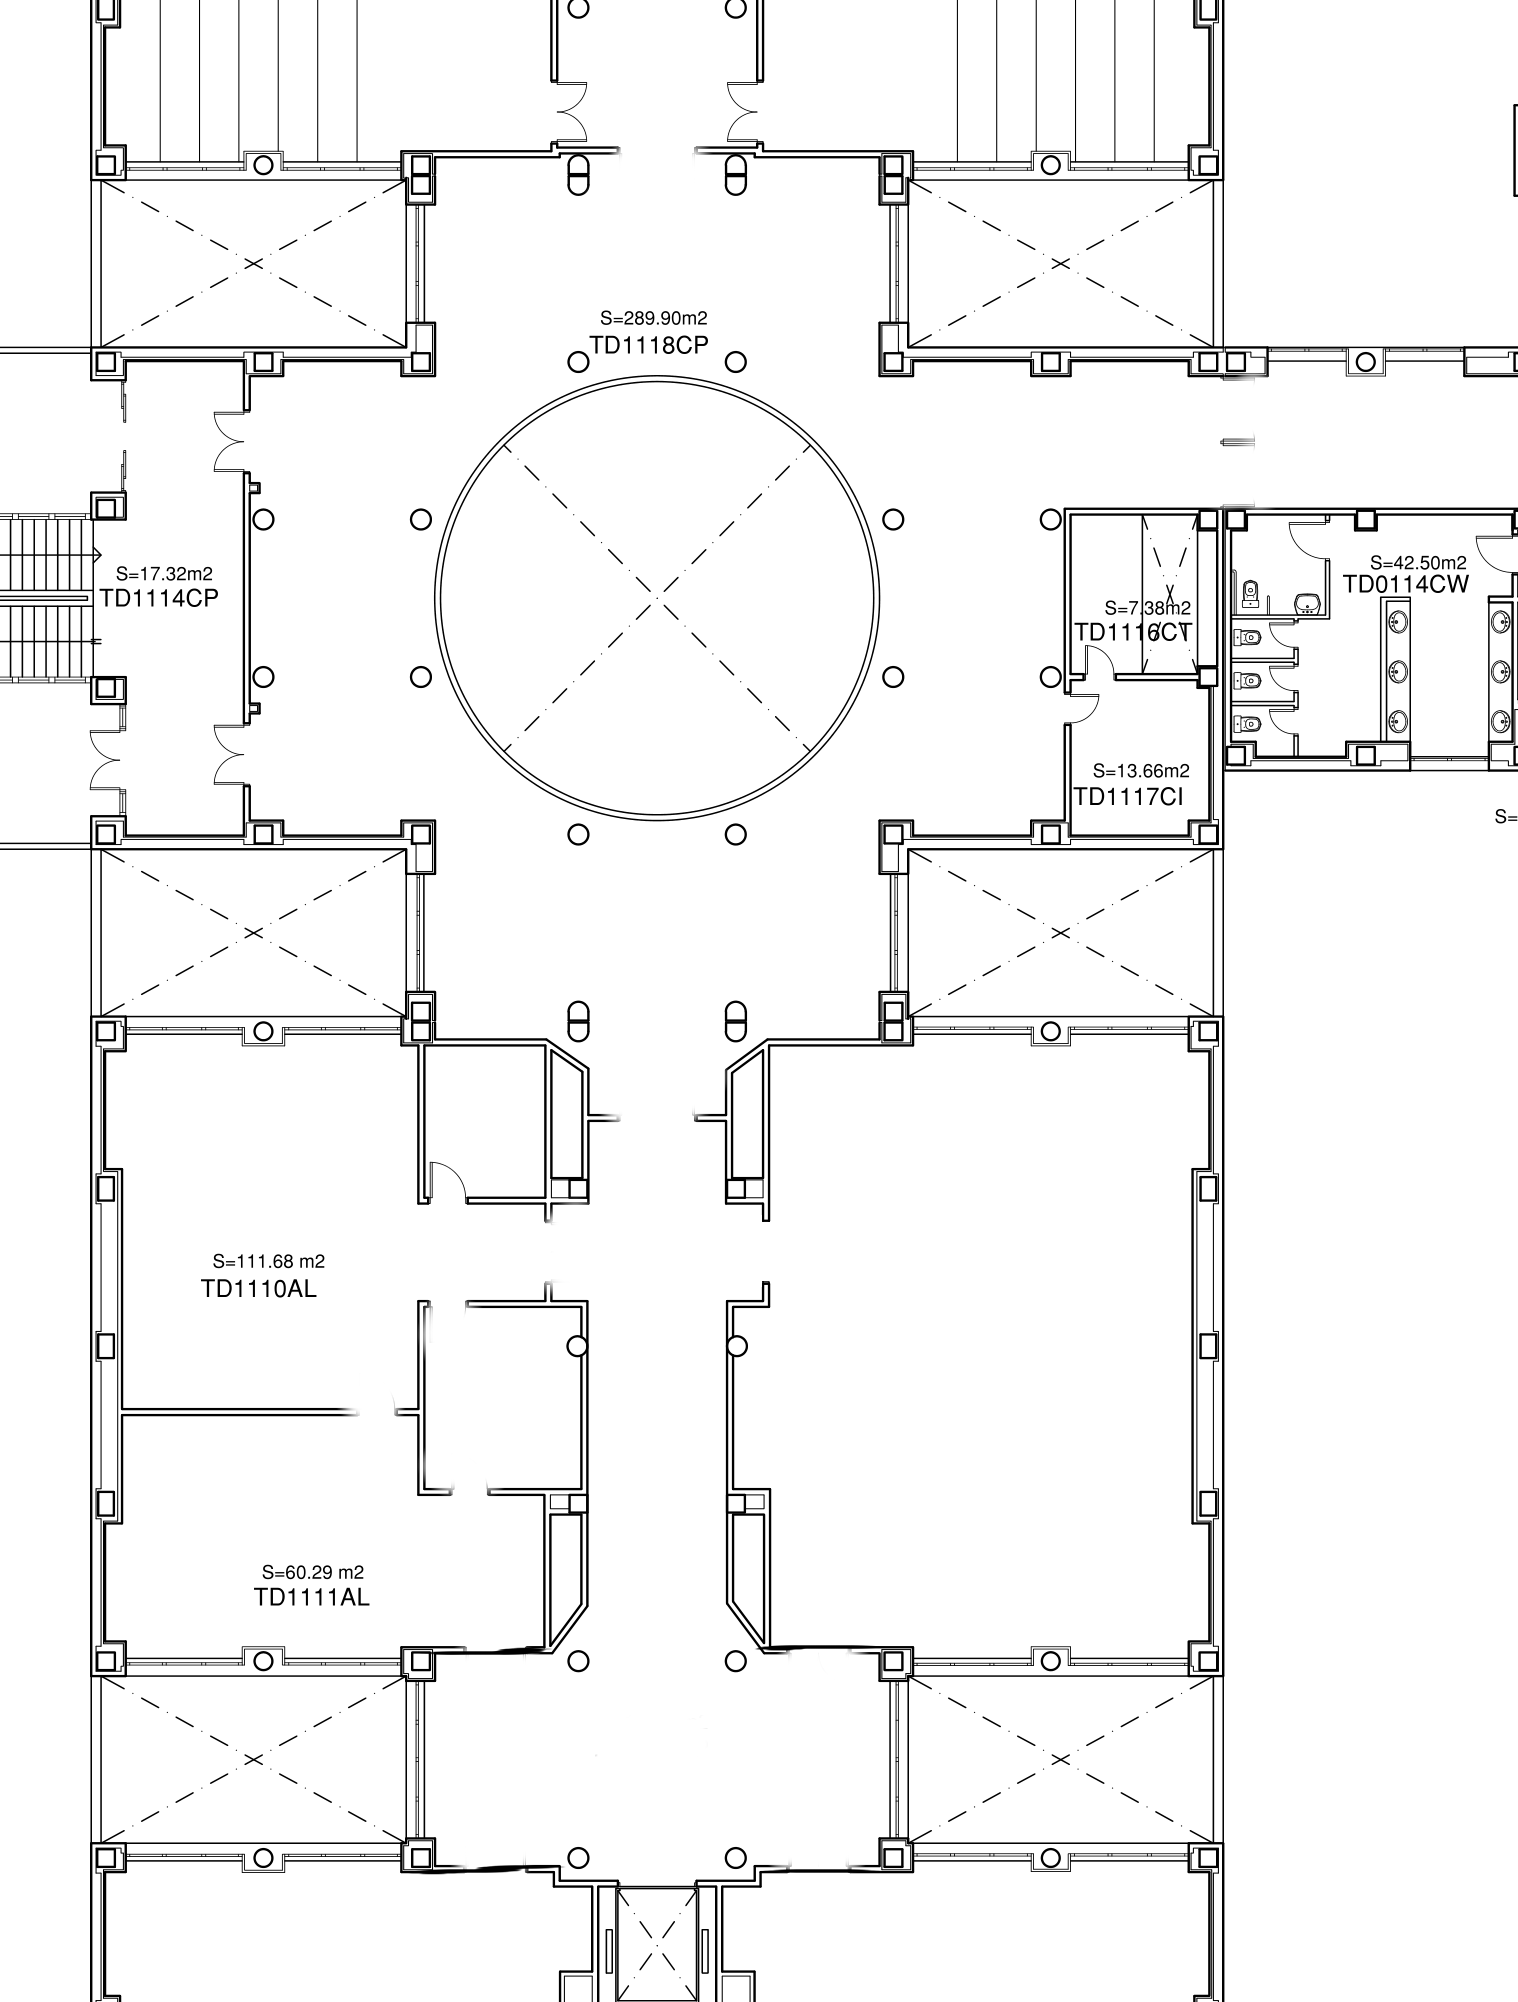 S=289.90m2
TD1118CP
S=17.32m2
TD1114CP
S=42.50m2
TD0114CW
S=7.38m2
TD1116CT
S=13.66m2
TD1117CI
S=
S=111.68 m2
TD1110AL
S=60.29 m2
TD1111AL